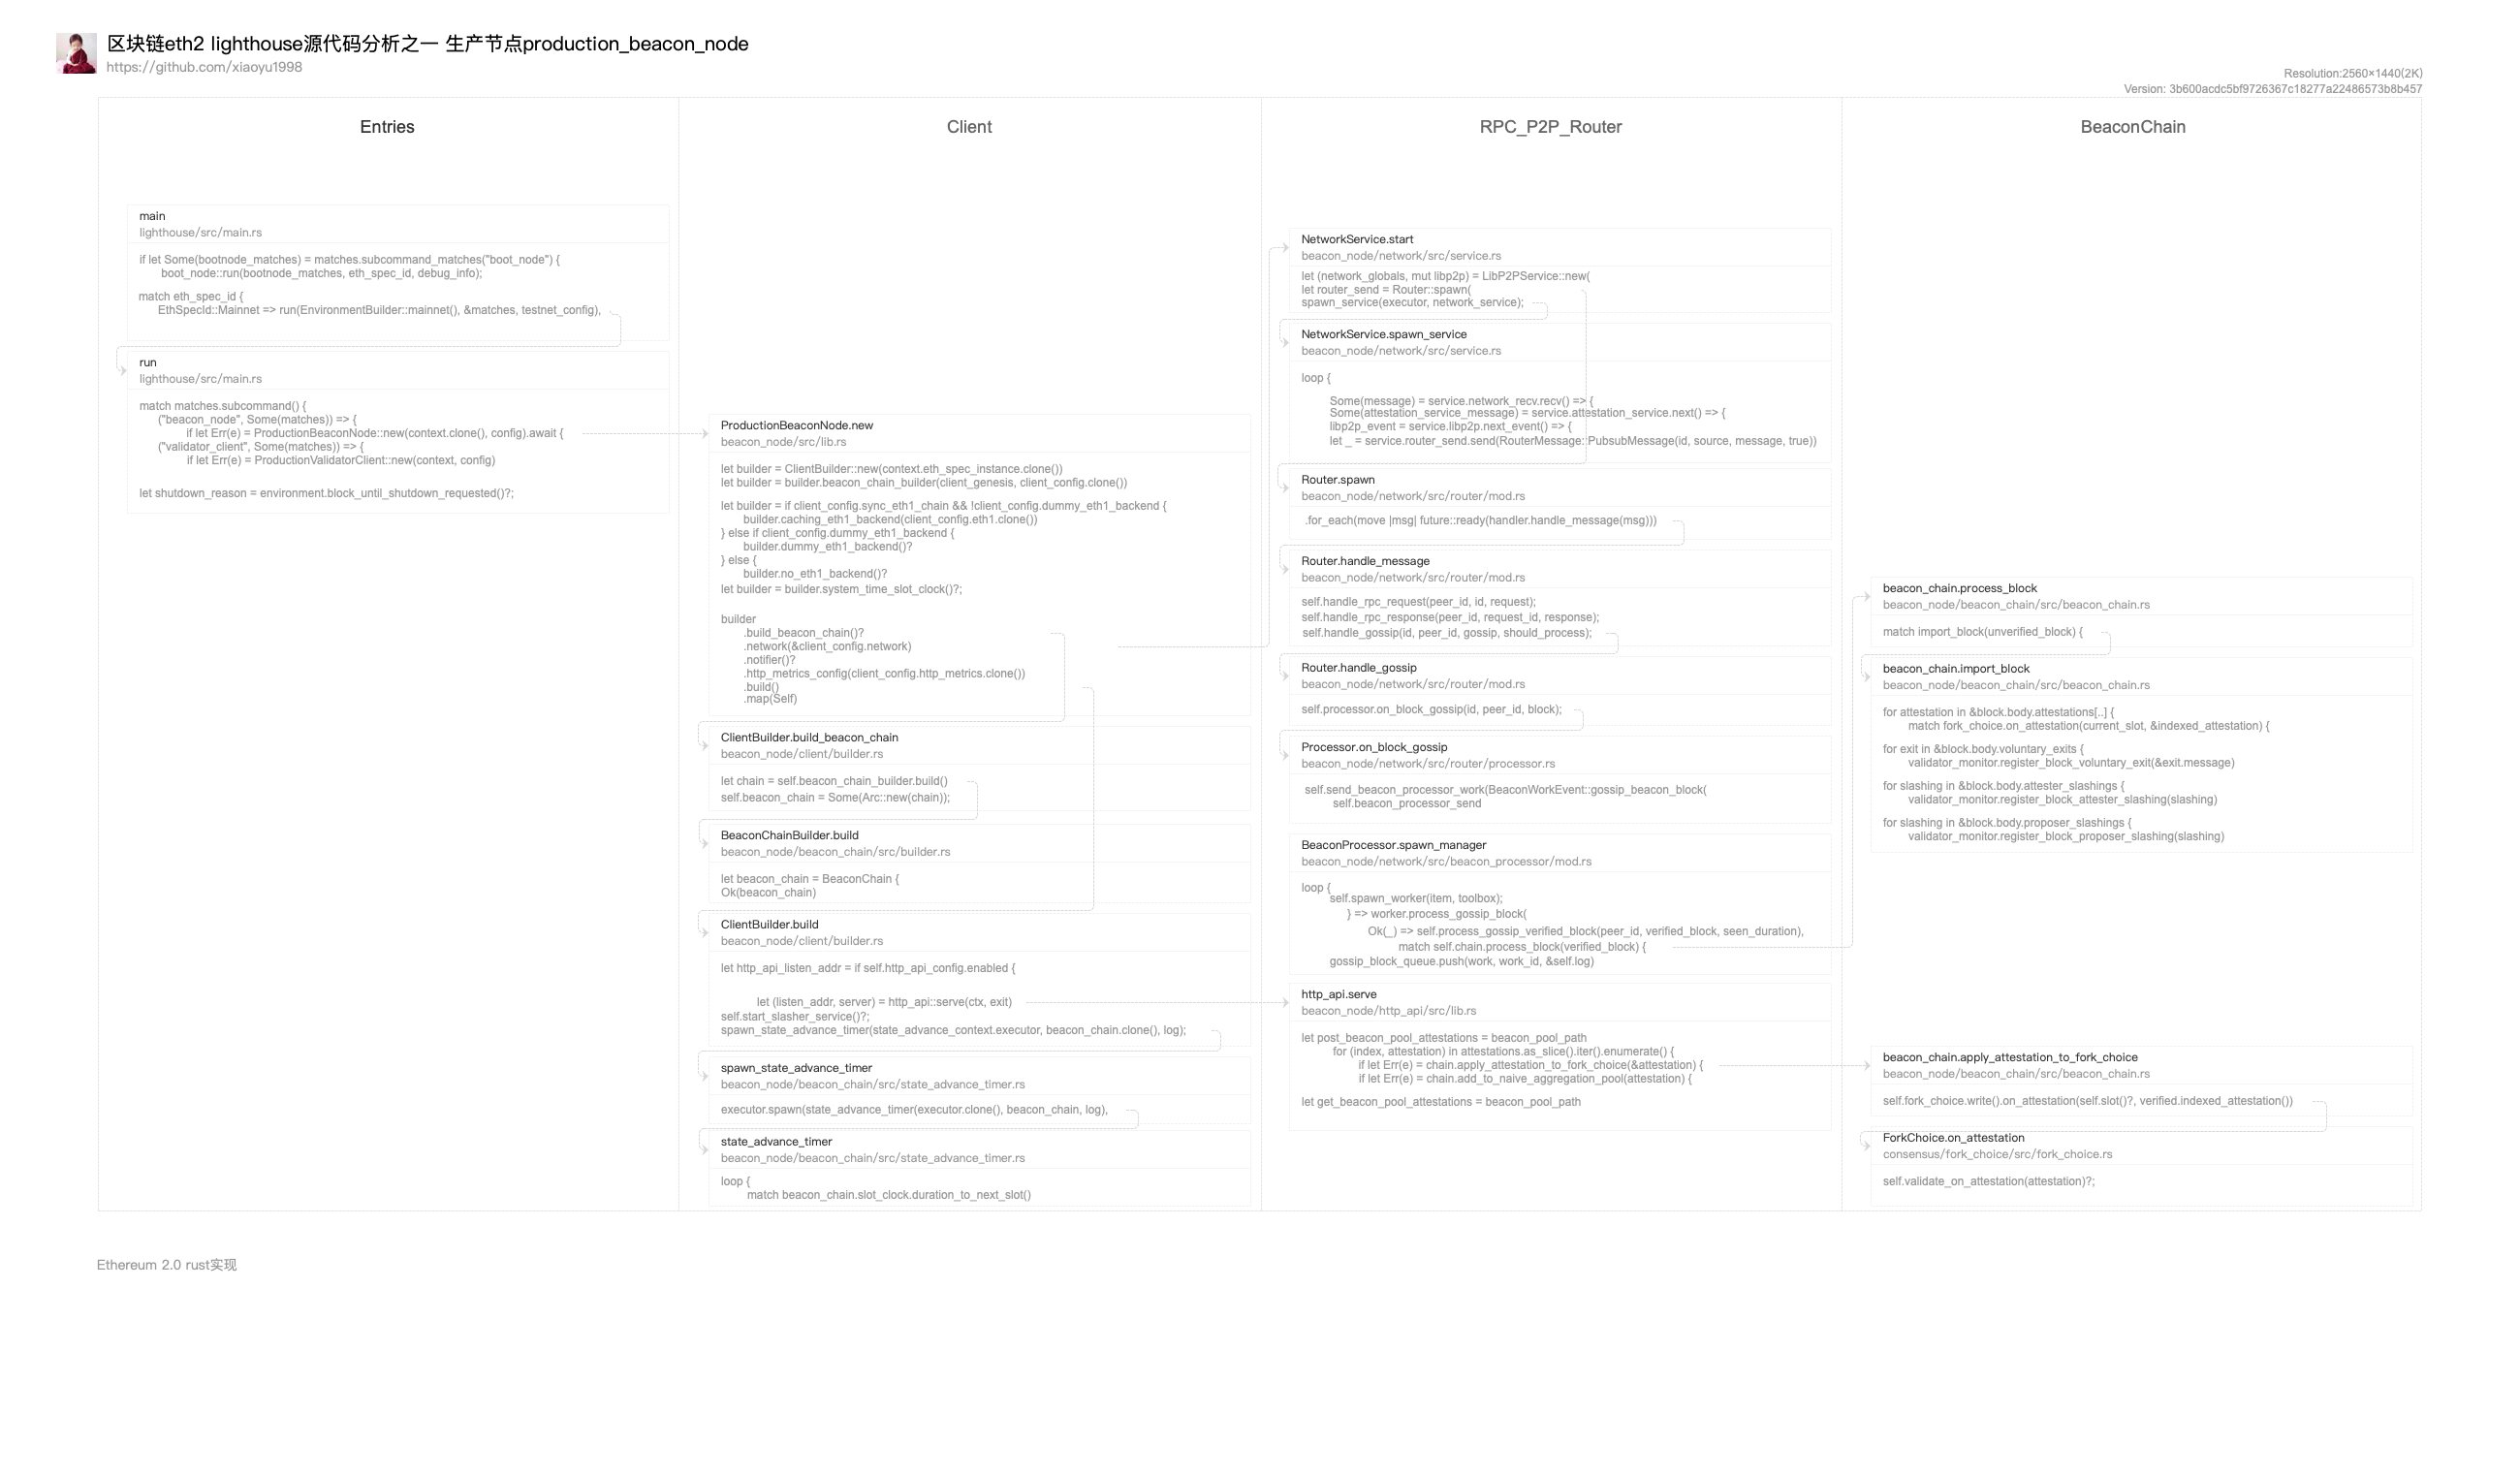 区块链eth2 lighthouse源代码分析之一 生产节点production_beacon_node
https://github.com/xiaoyu1998
Resolution:2560×1440(2K)
Version: 3b600acdc5bf9726367c18277a22486573b8b457
Entries
main
lighthouse/src/main.rs
if let Some(bootnode_matches) = matches.subcommand_matches("boot_node") {
boot_node::run(bootnode_matches, eth_spec_id, debug_info);
match eth_spec_id {
EthSpecId::Mainnet => run(EnvironmentBuilder::mainnet(), &matches, testnet_config),
run
lighthouse/src/main.rs
match matches.subcommand() {
("beacon_node", Some(matches)) => {
if let Err(e) = ProductionBeaconNode::new(context.clone(), config).await {
("validator_client", Some(matches)) => {
if let Err(e) = ProductionValidatorClient::new(context, config)
let shutdown_reason = environment.block_until_shutdown_requested()?;
Client
ProductionBeaconNode.new
beacon_node/src/lib.rs
let builder = ClientBuilder::new(context.eth_spec_instance.clone())
let builder = builder.beacon_chain_builder(client_genesis, client_config.clone())
let builder = if client_config.sync_eth1_chain && !client_config.dummy_eth1_backend {
builder.caching_eth1_backend(client_config.eth1.clone())
} else if client_config.dummy_eth1_backend {
builder.dummy_eth1_backend()?
} else {
builder.no_eth1_backend()?
let builder = builder.system_time_slot_clock()?;
builder
.build_beacon_chain()?
.network(&client_config.network)
.notifier()?
.http_metrics_config(client_config.http_metrics.clone())
.build()
.map(Self)
ClientBuilder.build_beacon_chain
beacon_node/client/builder.rs
let chain = self.beacon_chain_builder.build()
self.beacon_chain = Some(Arc::new(chain));
BeaconChainBuilder.build
beacon_node/beacon_chain/src/builder.rs
let beacon_chain = BeaconChain {
Ok(beacon_chain)
ClientBuilder.build
beacon_node/client/builder.rs
let http_api_listen_addr = if self.http_api_config.enabled {
let (listen_addr, server) = http_api::serve(ctx, exit)
self.start_slasher_service()?;
spawn_state_advance_timer(state_advance_context.executor, beacon_chain.clone(), log);
spawn_state_advance_timer
beacon_node/beacon_chain/src/state_advance_timer.rs
executor.spawn(state_advance_timer(executor.clone(), beacon_chain, log),
state_advance_timer
beacon_node/beacon_chain/src/state_advance_timer.rs
loop {
match beacon_chain.slot_clock.duration_to_next_slot()
RPC_P2P_Router
NetworkService.start
beacon_node/network/src/service.rs
let (network_globals, mut libp2p) = LibP2PService::new(
let router_send = Router::spawn(
spawn_service(executor, network_service);
NetworkService.spawn_service
beacon_node/network/src/service.rs
loop {
Some(message) = service.network_recv.recv() => {
Some(attestation_service_message) = service.attestation_service.next() => {
libp2p_event = service.libp2p.next_event() => {
let _ = service.router_send.send(RouterMessage::PubsubMessage(id, source, message, true))
Router.spawn
beacon_node/network/src/router/mod.rs
.for_each(move |msg| future::ready(handler.handle_message(msg)))
Router.handle_message
beacon_node/network/src/router/mod.rs
self.handle_rpc_request(peer_id, id, request);
self.handle_rpc_response(peer_id, request_id, response);
self.handle_gossip(id, peer_id, gossip, should_process);
Router.handle_gossip
beacon_node/network/src/router/mod.rs
self.processor.on_block_gossip(id, peer_id, block);
Processor.on_block_gossip
beacon_node/network/src/router/processor.rs
self.send_beacon_processor_work(BeaconWorkEvent::gossip_beacon_block(
self.beacon_processor_send
BeaconProcessor.spawn_manager
beacon_node/network/src/beacon_processor/mod.rs
loop {
self.spawn_worker(item, toolbox);
} => worker.process_gossip_block(
Ok(_) => self.process_gossip_verified_block(peer_id, verified_block, seen_duration),
match self.chain.process_block(verified_block) {
gossip_block_queue.push(work, work_id, &self.log)
http_api.serve
beacon_node/http_api/src/lib.rs
let post_beacon_pool_attestations = beacon_pool_path
for (index, attestation) in attestations.as_slice().iter().enumerate() {
if let Err(e) = chain.apply_attestation_to_fork_choice(&attestation) {
if let Err(e) = chain.add_to_naive_aggregation_pool(attestation) {
let get_beacon_pool_attestations = beacon_pool_path
BeaconChain
beacon_chain.process_block
beacon_node/beacon_chain/src/beacon_chain.rs
match import_block(unverified_block) {
beacon_chain.import_block
beacon_node/beacon_chain/src/beacon_chain.rs
for attestation in &block.body.attestations[..] {
match fork_choice.on_attestation(current_slot, &indexed_attestation) {
for exit in &block.body.voluntary_exits {
validator_monitor.register_block_voluntary_exit(&exit.message)
for slashing in &block.body.attester_slashings {
validator_monitor.register_block_attester_slashing(slashing)
for slashing in &block.body.proposer_slashings {
validator_monitor.register_block_proposer_slashing(slashing)
beacon_chain.apply_attestation_to_fork_choice
beacon_node/beacon_chain/src/beacon_chain.rs
self.fork_choice.write().on_attestation(self.slot()?, verified.indexed_attestation())
ForkChoice.on_attestation
consensus/fork_choice/src/fork_choice.rs
self.validate_on_attestation(attestation)?;
Ethereum 2.0 rust实现